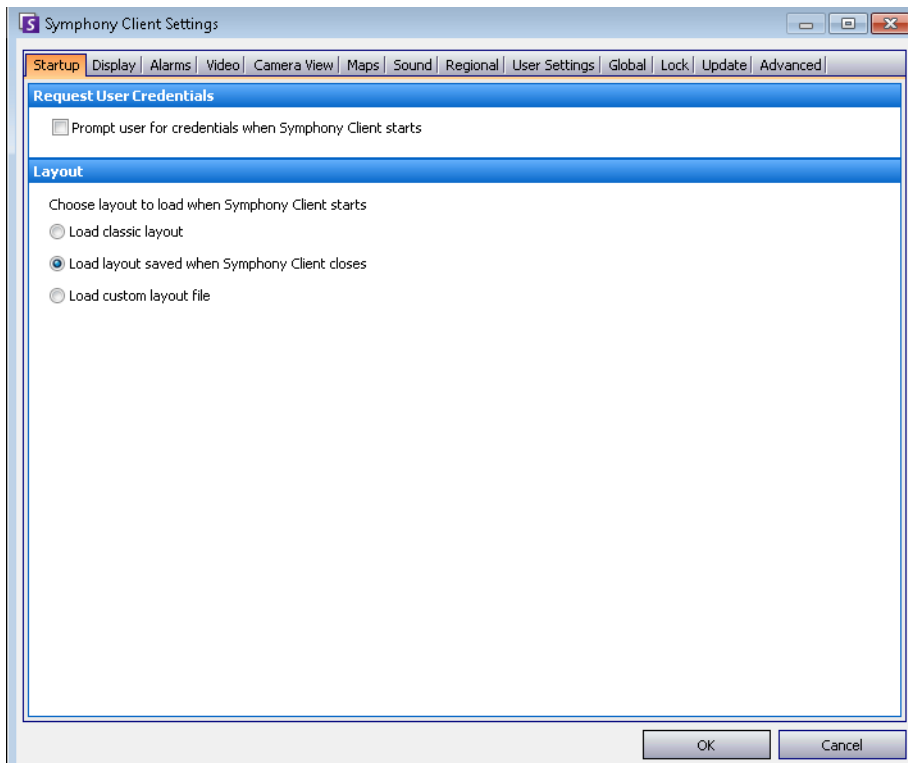 Symphony Client Settings
Startup Display Alarms Video Camera View Maps Sound Regional User Settings Global Lock Update Advanced
Request User Credentials
Prompt user for credentials when Symphony Client starts
Layout
Choose layout to load when Symphony Client starts
Load classic layout
Load layout saved when Symphony Client closes
Load custom layout file
OK Cancel